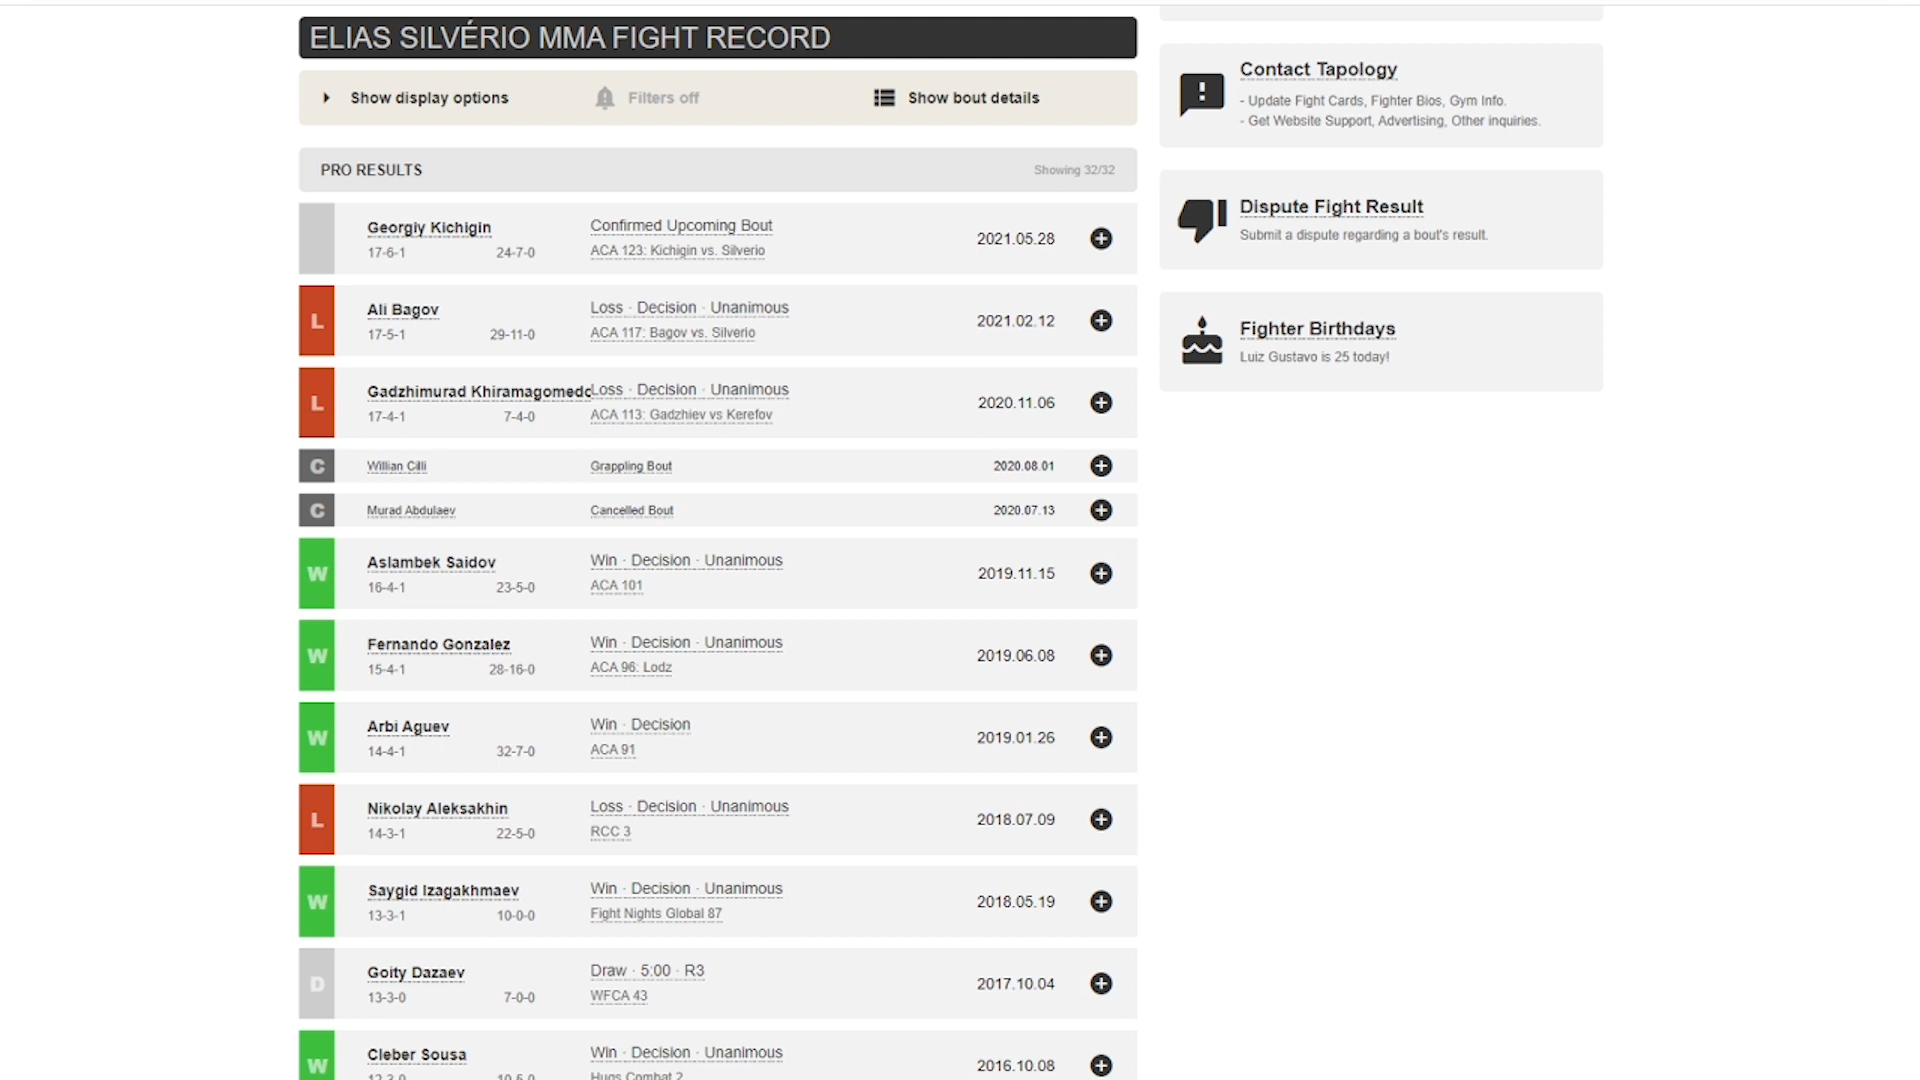 ELIAS SILVÉRIO MMA FIGHT RECORD
Show display options
Filters off
Show bout details
PRO RESULTS
Showing 32/32
Georgiy Kichigin
17-6-1 24-7-0
Confirmed Upcoming Bout
ACA 123: Kichigin vs. Silverio
2021.05.28
L
Ali Bagov
17-5-1 29-11-0
Loss · Decision · Unanimous
ACA 117: Bagov vs. Silverio
2021.02.12
L
Gadzhimurad Khiramagomedo
17-4-1 7-4-0
Loss · Decision · Unanimous
ACA 113: Gadzhiev vs Kerefov
2020.11.06
C
Willian Cilli
Grappling Bout
2020.08.01
C
Murad Abdulaev
Cancelled Bout
2020.07.13
W
Aslambek Saidov
16-4-1 23-5-0
Win · Decision · Unanimous
ACA 101
2019.11.15
W
Fernando Gonzalez
15-4-1 28-16-0
Win · Decision · Unanimous
ACA 96: Lodz
2019.06.08
W
Arbi Aguev
14-4-1 32-7-0
Win · Decision
ACA 91
2019.01.26
L
Nikolay Aleksakhin
14-3-1 22-5-0
Loss · Decision · Unanimous
RCC 3
2018.07.09
W
Saygid Izagakhmaev
13-3-1 10-0-0
Win · Decision · Unanimous
Fight Nights Global 87
2018.05.19
D
Goity Dazaev
13-3-0 7-0-0
Draw · 5:00 · R3
WFCA 43
2017.10.04
W
Cleber Sousa
12-3-0 10-5-0
Win · Decision · Unanimous
Hugs Combat 2
2016.10.08
Contact Tapology
- Update Fight Cards, Fighter Bios, Gym Info.
- Get Website Support, Advertising, Other inquiries.
Dispute Fight Result
Submit a dispute regarding a bout's result.
Fighter Birthdays
Luiz Gustavo is 25 today!